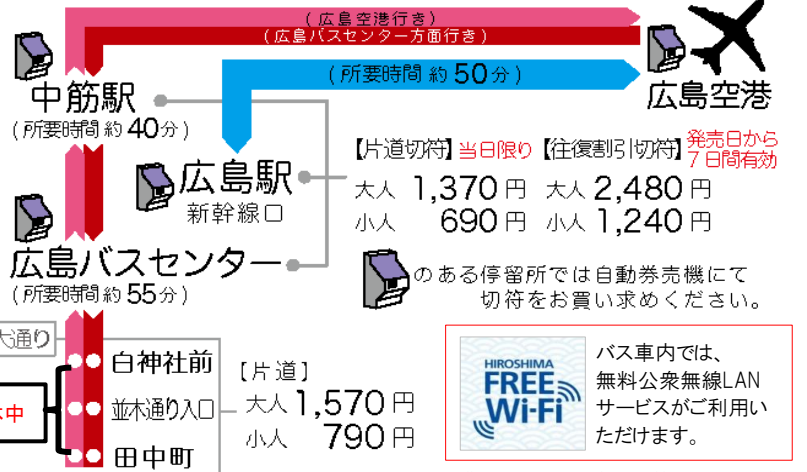 (広島空港行き)
(広島バスセンター方面行き)
(所要時間 約50分)
広島空港
中筋駅
(所要時間 約40分)
広島駅
新幹線口
【片道切符】当日限り
大人 1,370円
小人 690円
【往復割引切符】発売日から
7日間有効
大人 2,480円
小人 1,240円
広島バスセンター
(所要時間 約55分)
のある停留所では自動券売機にて
切符をお買い求めください。
大通り
白神社前
並木通り入口
田中町
中
【片道】
大人 1,570円
小人 790円
HIROSHIMA
FREE
Wi-Fi
バス車内では、
無料公衆無線LAN
サービスがご利用い
ただけます。